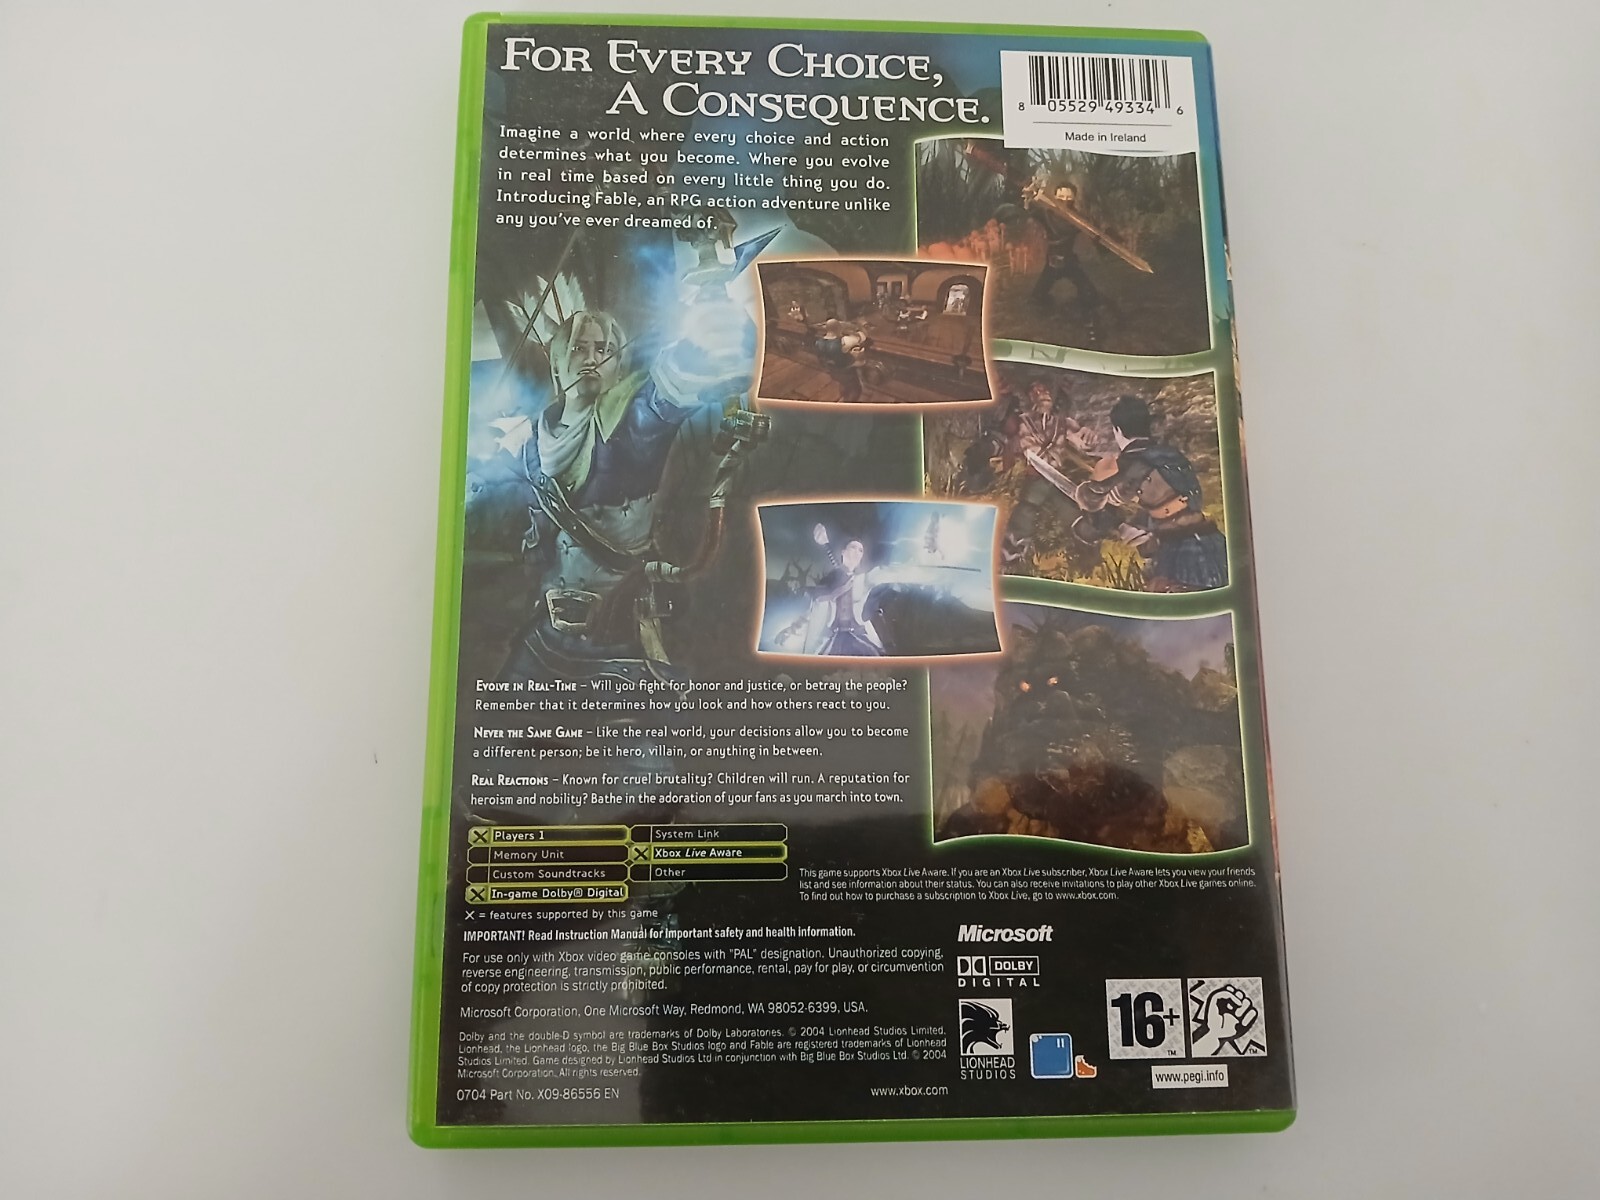 FOR EVERY CHOICE,
A CONSEQUENCE.
Imagine a world where every choice and action
determines what you become. Where you evolve
in real time based on every little thing you do.
Introducing Fable, an RPG action adventure unlike
any you've ever dreamed of.
8 05529 49334 6
Made in Ireland
EVOLVE IN REAL-TIME – Will you fight for honor and justice, or betray the people?
Remember that it determines how you look and how others react to you.
NEVER THE SAME GAME – Like the real world, your decisions allow you to become
a different person; be it hero, villain, or anything in between.
REAL REACTIONS – Known for cruel brutality? Children will run. A reputation for
heroism and nobility? Bathe in the adoration of your fans as you march into town.
Players 1
Memory Unit
Custom Soundtracks
In-game Dolby® Digital
System Link
Xbox Live Aware
Other
X = features supported by this game
This game supports Xbox Live Aware. If you are an Xbox Live subscriber, Xbox Live Aware lets you view your friends
list and see information about their status. You can also receive invitations to play other Xbox Live games online.
To find out how to purchase a subscription to Xbox Live, go to www.xbox.com.
IMPORTANT! Read Instruction Manual for important safety and health information.
For use only with Xbox video game consoles with "PAL" designation. Unauthorized copying,
reverse engineering, transmission, public performance, rental, pay for play, or circumvention
of copy protection is strictly prohibited.
Microsoft Corporation, One Microsoft Way, Redmond, WA 98052-6399, USA.
Dolby and the double-D symbol are trademarks of Dolby Laboratories. © 2004 Lionhead Studios Limited.
Lionhead, the Lionhead logo, the Big Blue Box Studios logo and Fable are registered trademarks of Lionhead
Studios Limited. Game designed by Lionhead Studios Ltd in conjunction with Big Blue Box Studios Ltd. © 2004
Microsoft Corporation. All rights reserved.
0704 Part No. X09-86556 EN
www.xbox.com
Microsoft
DOLBY
DIGITAL
LIONHEAD
STUDIOS
16+
TM
TM
www.pegi.info